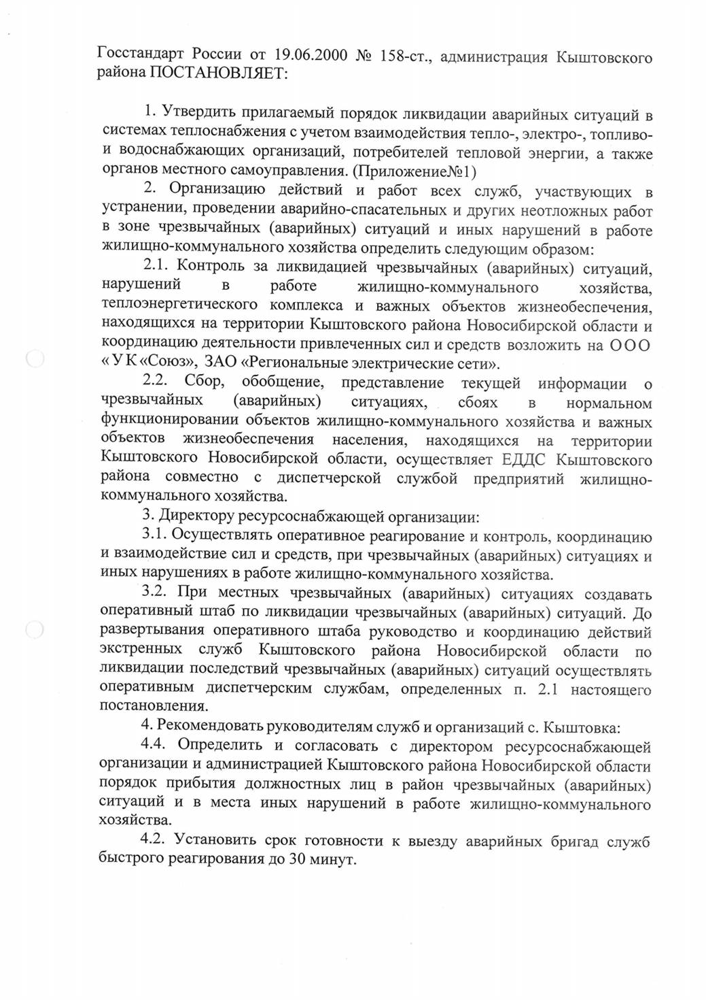 Госстандарт России от 19.06.2000 № 158-ст., администрация Кыштовского
района ПОСТАНОВЛЯЕТ:
1. Утвердить прилагаемый порядок ликвидации аварийных ситуаций в
системах теплоснабжения с учетом взаимодействия тепло-, электро-, топливо-
и водоснабжающих организаций, потребителей тепловой энергии, а также
органов местного самоуправления. (Приложение№1)
2. Организацию действий и работ всех служб, участвующих в
устранении, проведении аварийно-спасательных и других неотложных работ
в зоне чрезвычайных (аварийных) ситуаций и иных нарушений в работе
жилищно-коммунального хозяйства определить следующим образом:
2.1. Контроль за ликвидацией чрезвычайных (аварийных) ситуаций,
нарушений в работе жилищно-коммунального хозяйства,
теплоэнергетического комплекса и важных объектов жизнеобеспечения,
находящихся на территории Кыштовского района Новосибирской области и
координацию деятельности привлеченных сил и средств возложить на ООО
« УК «Союз», ЗАО «Региональные электрические сети».
2.2. Сбор, обобщение, представление текущей информации о
чрезвычайных (аварийных) ситуациях, сбоях в нормальном
функционировании объектов жилищно-коммунального хозяйства и важных
объектов жизнеобеспечения населения, находящихся на территории
Кыштовского Новосибирской области, осуществляет ЕДДС Кыштовского
района совместно с диспетчерской службой предприятий жилищно-
коммунального хозяйства.
3. Директору ресурсоснабжающей организации:
3.1. Осуществлять оперативное реагирование и контроль, координацию
и взаимодействие сил и средств, при чрезвычайных (аварийных) ситуациях и
иных нарушениях в работе жилищно-коммунального хозяйства.
3.2. При местных чрезвычайных (аварийных) ситуациях создавать
оперативный штаб по ликвидации чрезвычайных (аварийных) ситуаций. До
развертывания оперативного штаба руководство и координацию действий
экстренных служб Кыштовского района Новосибирской области по
ликвидации последствий чрезвычайных (аварийных) ситуаций осуществлять
оперативным диспетчерским службам, определенных п. 2.1 настоящего
постановления.
4. Рекомендовать руководителям служб и организаций с. Кыштовка:
4.4. Определить и согласовать с директором ресурсоснабжающей
организации и администрацией Кыштовского района Новосибирской области
порядок прибытия должностных лиц в район чрезвычайных (аварийных)
ситуаций и в места иных нарушений в работе жилищно-коммунального
хозяйства.
4.2. Установить срок готовности к выезду аварийных бригад служб
быстрого реагирования до 30 минут.